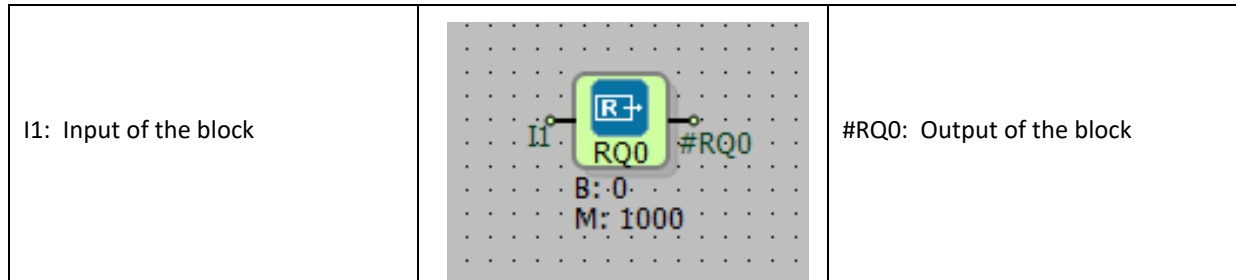 I1: Input of the block
R
I1
RQ0
#RQ0
B: 0
M: 1000
#RQ0: Output of the block